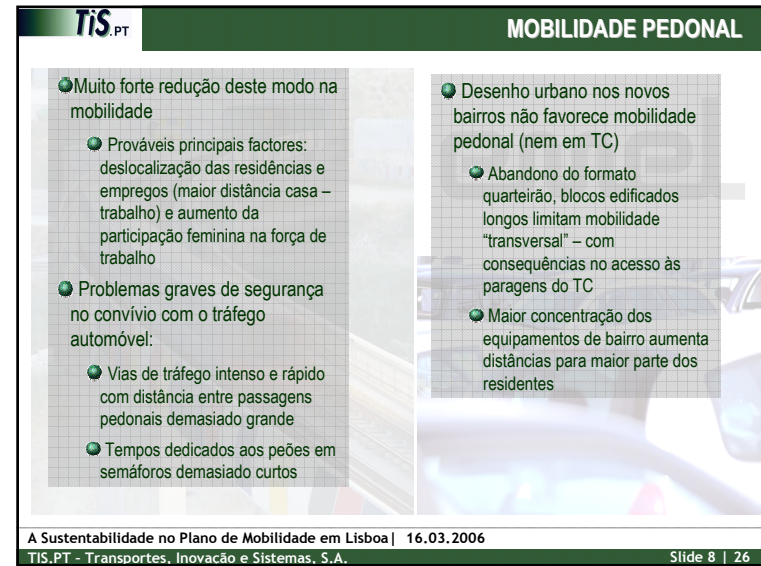 TiS.PT
MOBILIDADE PEDONAL
Muito forte redução deste modo na
mobilidade
Prováveis principais factores:
deslocalização das residências e
empregos (maior distância casa –
trabalho) e aumento da
participação feminina na força de
trabalho
Problemas graves de segurança
no convívio com o tráfego
automóvel:
Vias de tráfego intenso e rápido
com distância entre passagens
pedonais demasiado grande
Tempos dedicados aos peões em
semáforos demasiado curtos
Desenho urbano nos novos
bairros não favorece mobilidade
pedonal (nem em TC)
Abandono do formato
quarteirão, blocos edificados
longos limitam mobilidade
“transversal” – com
consequências no acesso às
paragens do TC
Maior concentração dos
equipamentos de bairro aumenta
distâncias para maior parte dos
residentes
A Sustentabilidade no Plano de Mobilidade em Lisboa| 16.03.2006
TIS.PT - Transportes, Inovação e Sistemas, S.A. Slide 8 | 26